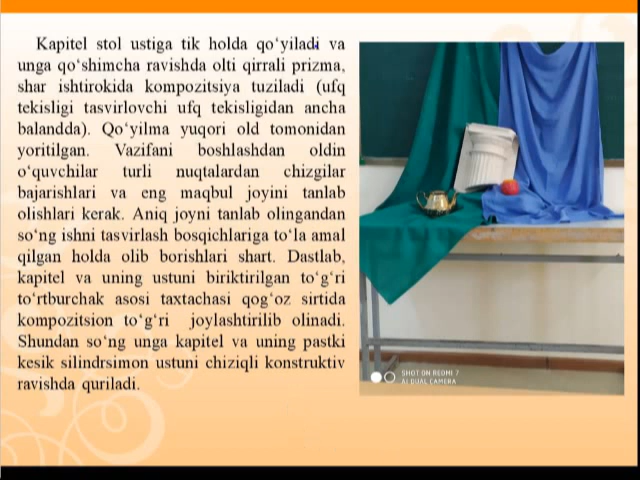 Kapitel stol ustiga tik holda qo‘yiladi va
unga qo‘shimcha ravishda olti qirrali prizma,
shar ishtirokida kompozitsiya tuziladi (ufq
tekisligi tasvirlovchi ufq tekisligidan ancha
balandda). Qo‘yilma yuqori old tomonidan
yoritilgan. Vazifani boshlashdan oldin
o‘quvchilar turli nuqtalardan chizgilar
bajarishlari va eng maqbul joyini tanlab
olishlari kerak. Aniq joyni tanlab olingandan
so‘ng ishni tasvirlash bosqichlariga to‘la amal
qilgan holda olib borishlari shart. Dastlab,
kapitel va uning ustuni biriktirilgan to‘g‘ri
to‘rtburchak asosi taxtachasi qog‘oz sirtida
kompozitsion to‘g‘ri joylashtirilib olinadi.
Shundan so‘ng unga kapitel va uning pastki
kesik silindrsimon ustuni chiziqli konstruktiv
ravishda quriladi.
SHOT ON REDMI 7
AI DUAL CAMERA